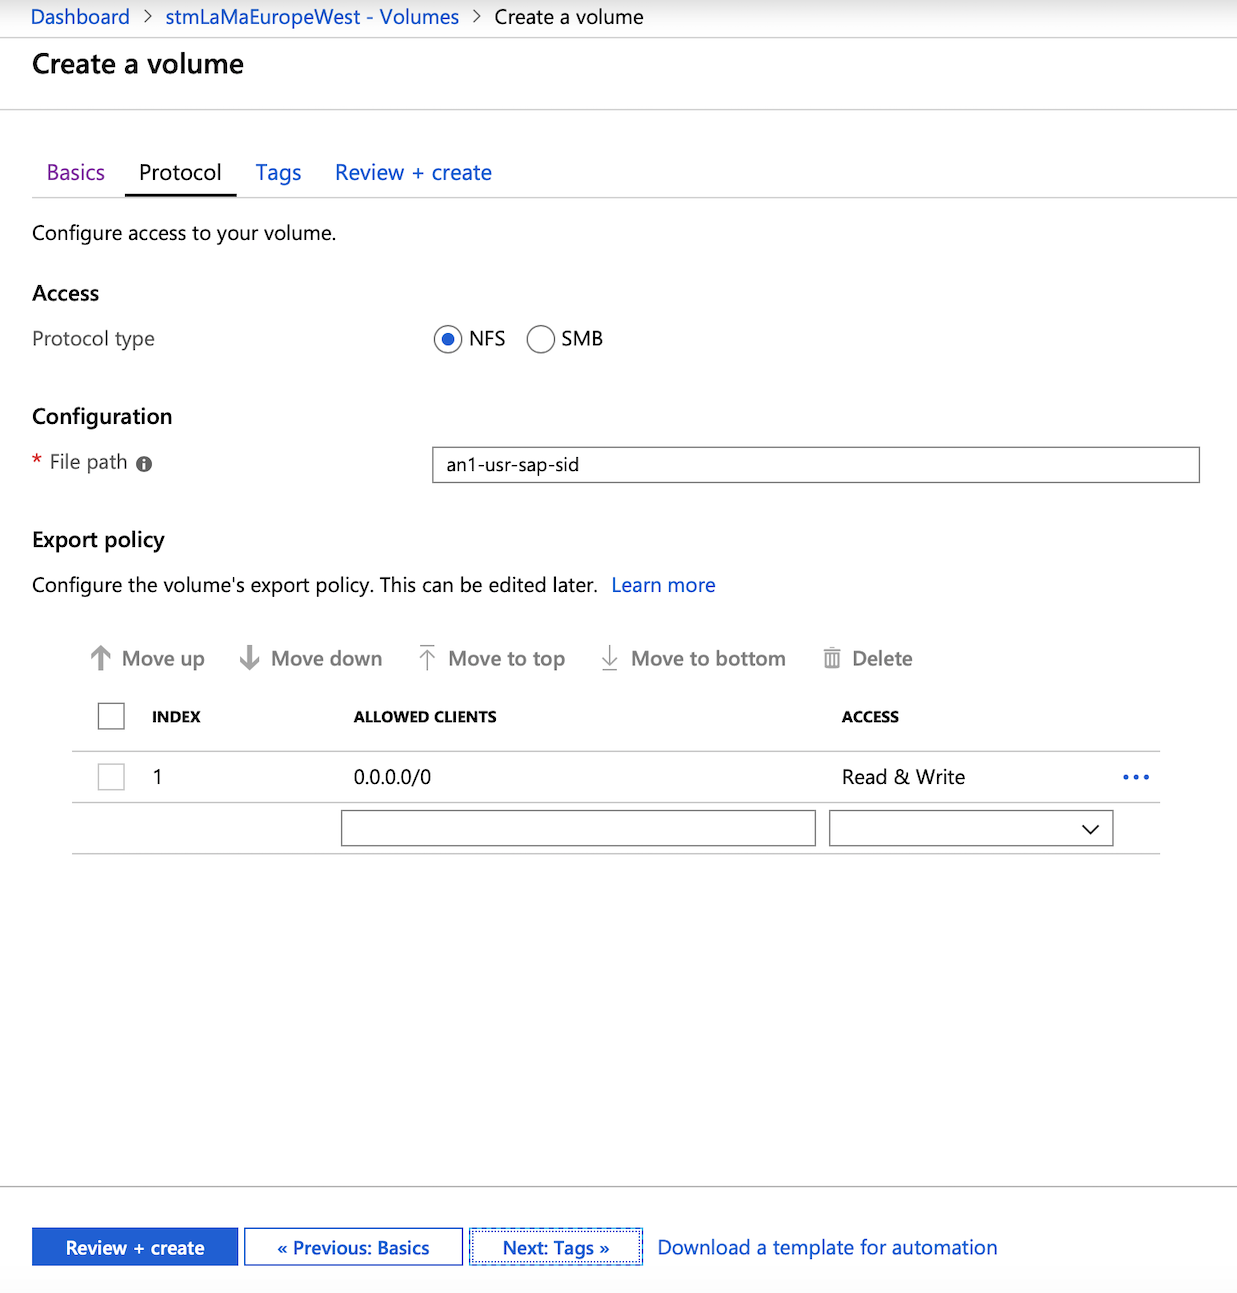 Dashboard > stmLaMaEuropeWest - Volumes > Create a volume
Create a volume
Basics Protocol Tags Review + create
Configure access to your volume.
Access
Protocol type NFS SMB
Configuration
* File path an1-usr-sap-sid
Export policy
Configure the volume's export policy. This can be edited later. Learn more
Move up Move down Move to top Move to bottom Delete
INDEX ALLOWED CLIENTS ACCESS
1 0.0.0.0/0 Read & Write ...
Review + create « Previous: Basics Next: Tags » Download a template for automation